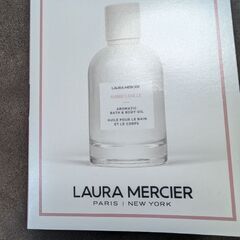 LAURA MERCIER
AROMATIC
BATH & BODY OIL
HUILE POUR LE BAIN
ET LE CORPS
LAURA MERCIER
PARIS | NEW YORK